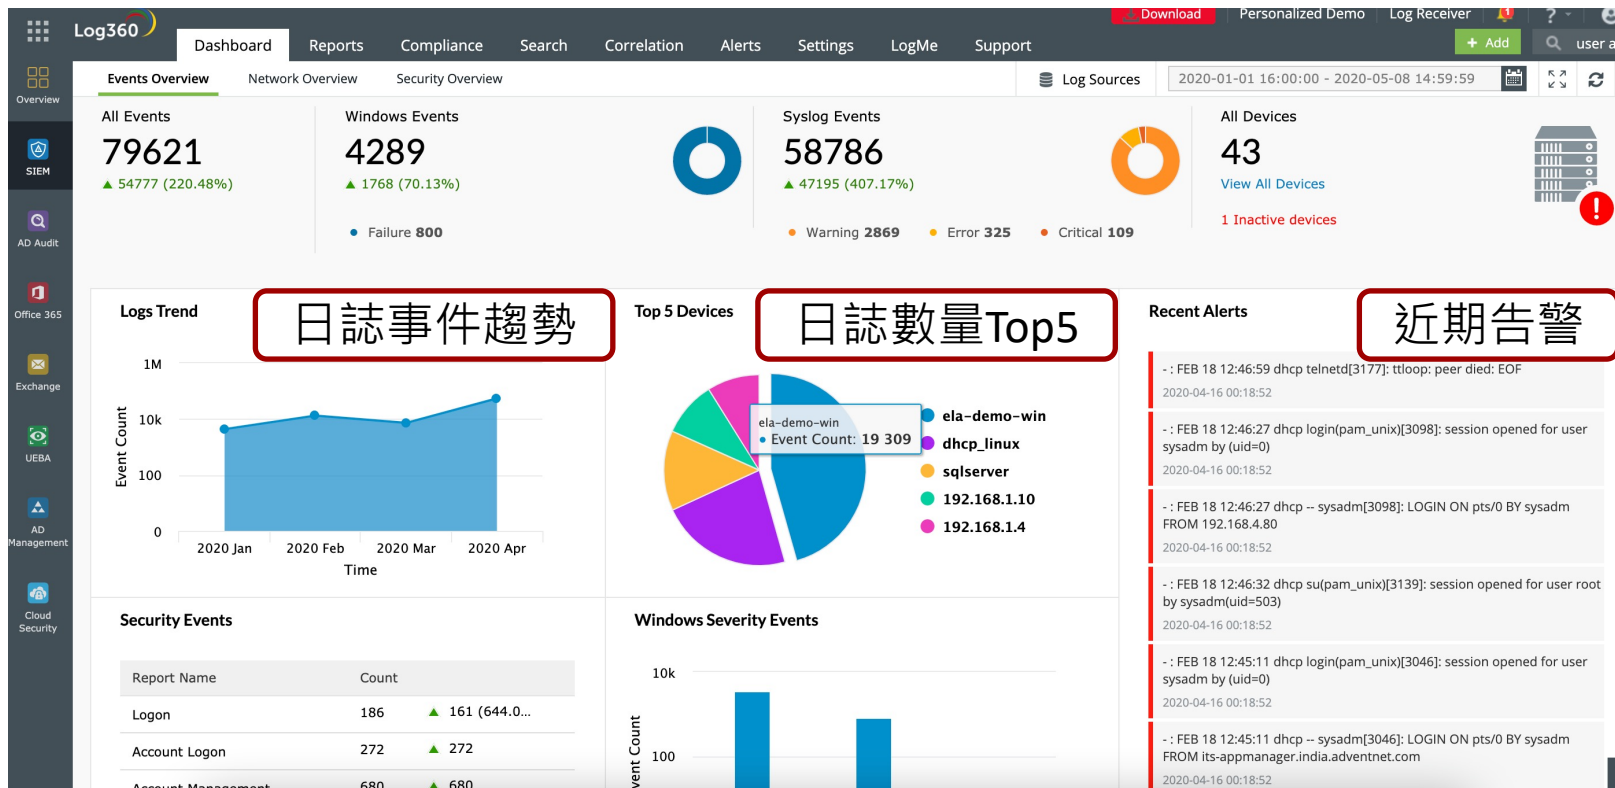 Download
Personalized Demo
Log Receiver
1
?
Log360
Dashboard
Reports
Compliance
Search
Correlation
Alerts
Settings
LogMe
Support
+ Add
user a
Overview
SIEM
AD Audit
Office 365
Exchange
UEBA
AD
Management
Cloud
Security
Events Overview
Network Overview
Security Overview
Log Sources
2020-01-01 16:00:00 - 2020-05-08 14:59:59
All Events
79621
▲ 54777 (220.48%)
Windows Events
4289
▲ 1768 (70.13%)
• Failure 800
Syslog Events
58786
▲ 47195 (407.17%)
• Warning 2869 • Error 325 • Critical 109
All Devices
43
View All Devices
1 Inactive devices
!
Logs Trend
日誌事件趨勢
1M
10k
100
0
Event Count
2020 Jan 2020 Feb 2020 Mar 2020 Apr
Time
Top 5 Devices
日誌數量Top5
ela-demo-win
• Event Count: 19 309
ela-demo-win
dhcp_linux
sqlserver
192.168.1.10
192.168.1.4
Recent Alerts
近期告警
- : FEB 18 12:46:59 dhcp telnetd[3177]: ttloop: peer died: EOF
2020-04-16 00:18:52
- : FEB 18 12:46:27 dhcp login(pam_unix)[3098]: session opened for user
sysadm by (uid=0)
2020-04-16 00:18:52
- : FEB 18 12:46:27 dhcp -- sysadm[3098]: LOGIN ON pts/0 BY sysadm
FROM 192.168.4.80
2020-04-16 00:18:52
- : FEB 18 12:46:32 dhcp su(pam_unix)[3139]: session opened for user root
by sysadm(uid=503)
2020-04-16 00:18:52
- : FEB 18 12:45:11 dhcp login(pam_unix)[3046]: session opened for user
sysadm by (uid=0)
2020-04-16 00:18:52
- : FEB 18 12:45:11 dhcp -- sysadm[3046]: LOGIN ON pts/0 BY sysadm
FROM its-appmanager.india.adventnet.com
2020-04-16 00:18:52
Security Events
Report Name Count
Logon 186 ▲ 161 (644.0...
Account Logon 272 ▲ 272
Account Management 680 ▲ 680
Windows Severity Events
10k
100
Event Count